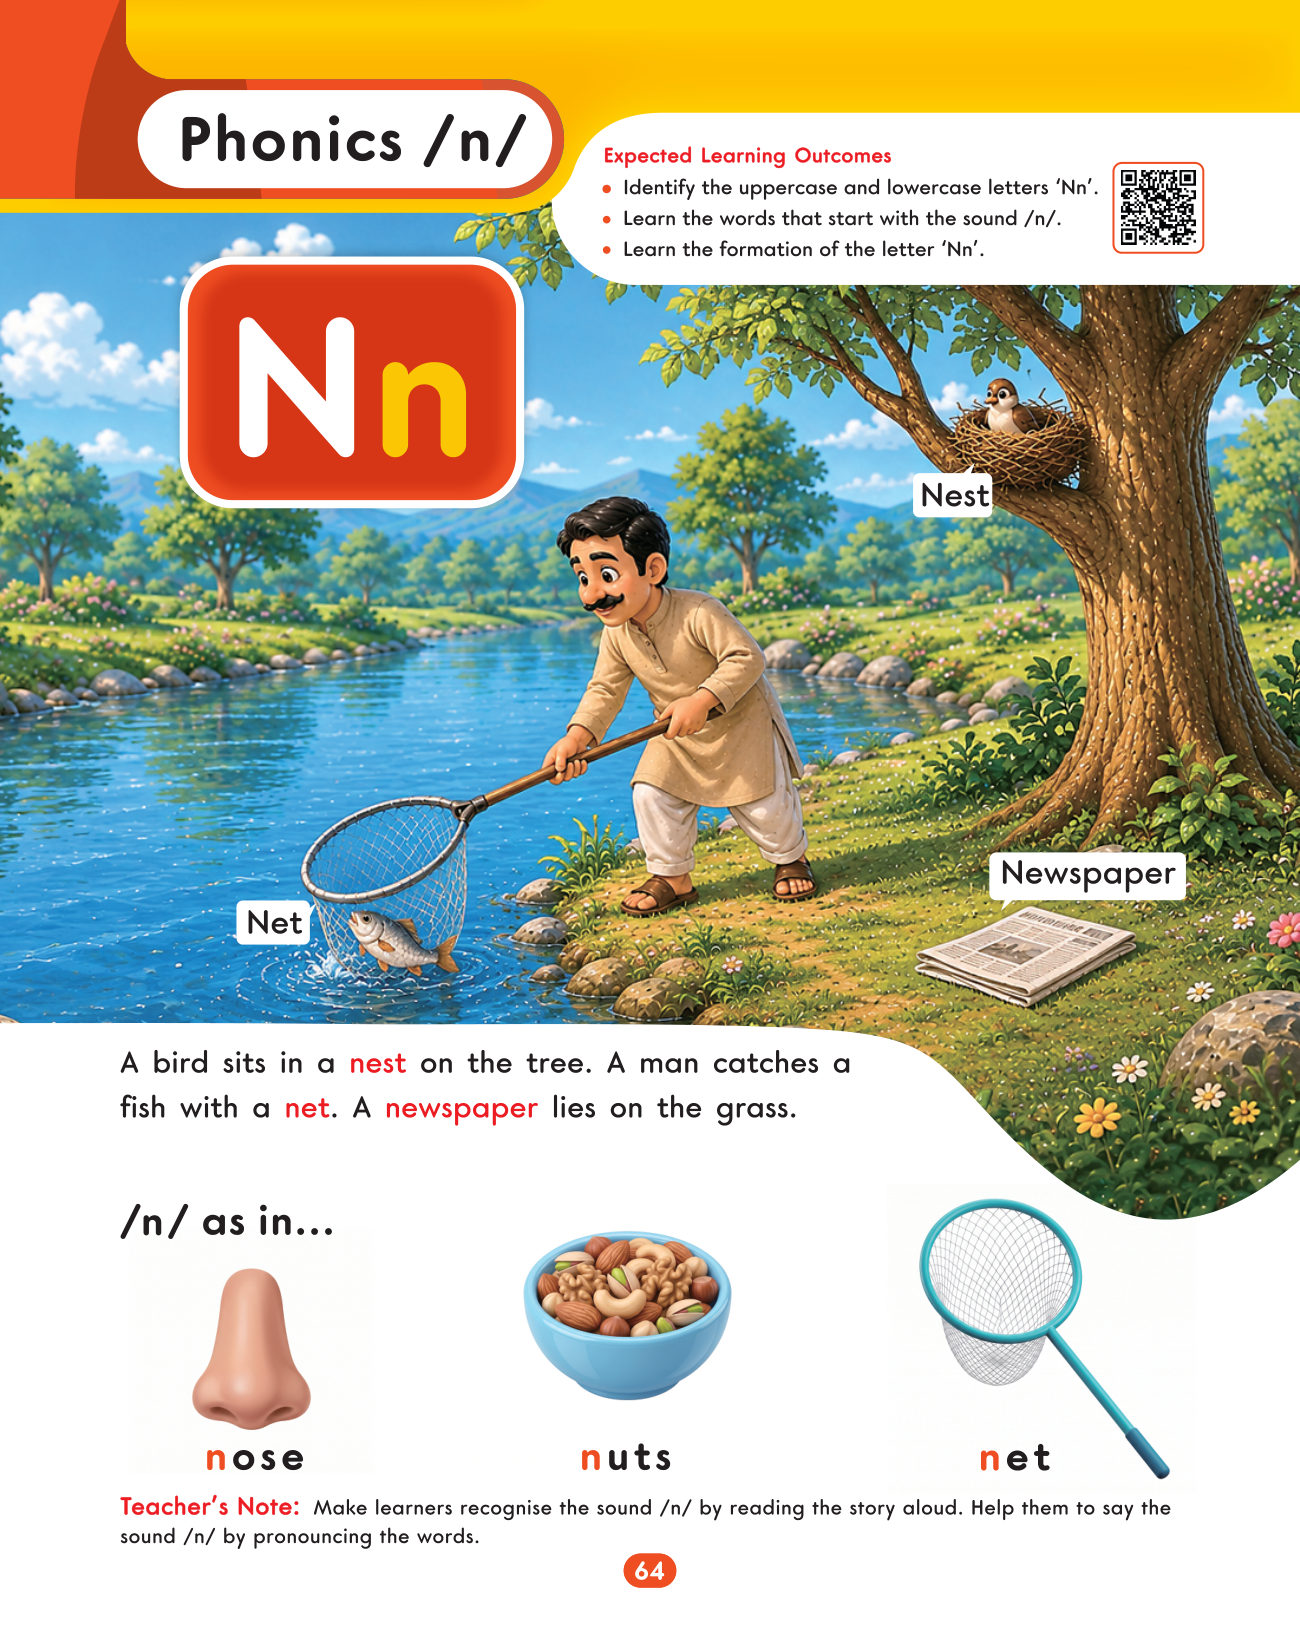 Phonics /n/
Expected Learning Outcomes
• Identify the uppercase and lowercase letters ‘Nn’.
• Learn the words that start with the sound /n/.
• Learn the formation of the letter ‘Nn’.
Nn
Nest
Newspaper
Net
A bird sits in a nest on the tree. A man catches a
fish with a net. A newspaper lies on the grass.
/n/ as in...
nose
nuts
net
Teacher’s Note: Make learners recognise the sound /n/ by reading the story aloud. Help them to say the
sound /n/ by pronouncing the words.
64